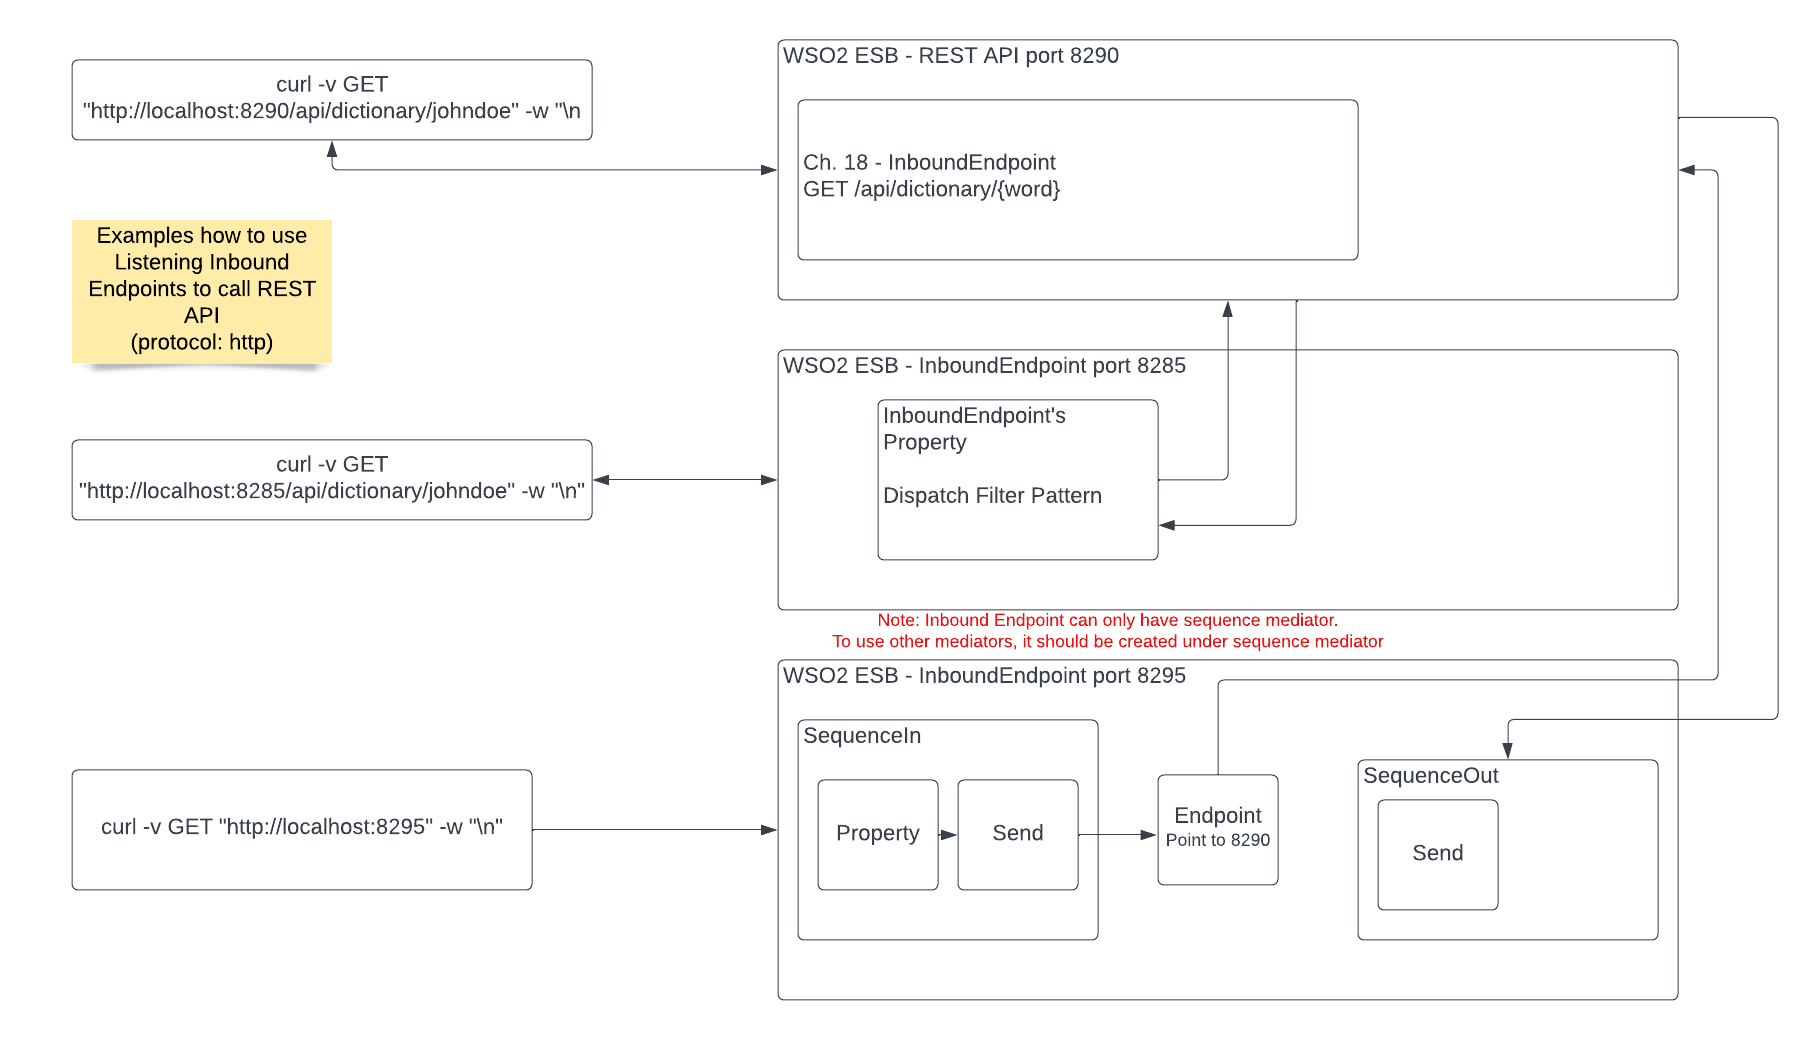 WSO2 ESB - REST API port 8290
curl -v GET
"http://localhost:8290/api/dictionary/johndoe" -w "\n
Ch. 18 - InboundEndpoint
GET /api/dictionary/{word}
Examples how to use
Listening Inbound
Endpoints to call REST
API
(protocol: http)
WSO2 ESB - InboundEndpoint port 8285
InboundEndpoint's
Property
Dispatch Filter Pattern
curl -v GET
"http://localhost:8285/api/dictionary/johndoe" -w "\n"
Note: Inbound Endpoint can only have sequence mediator.
To use other mediators, it should be created under sequence mediator
WSO2 ESB - InboundEndpoint port 8295
SequenceIn
Property
Send
Endpoint
Point to 8290
SequenceOut
Send
curl -v GET "http://localhost:8295" -w "\n"